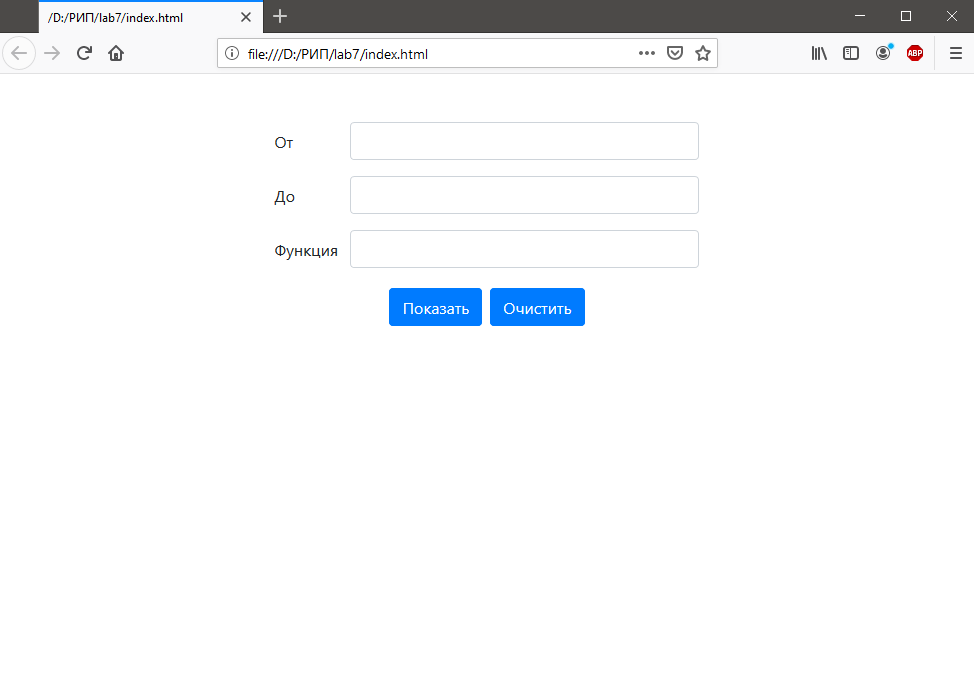 /D:/РИП/lab7/index.html
file:///D:/РИП/lab7/index.html
ABP
От
До
Функция
Показать Очистить